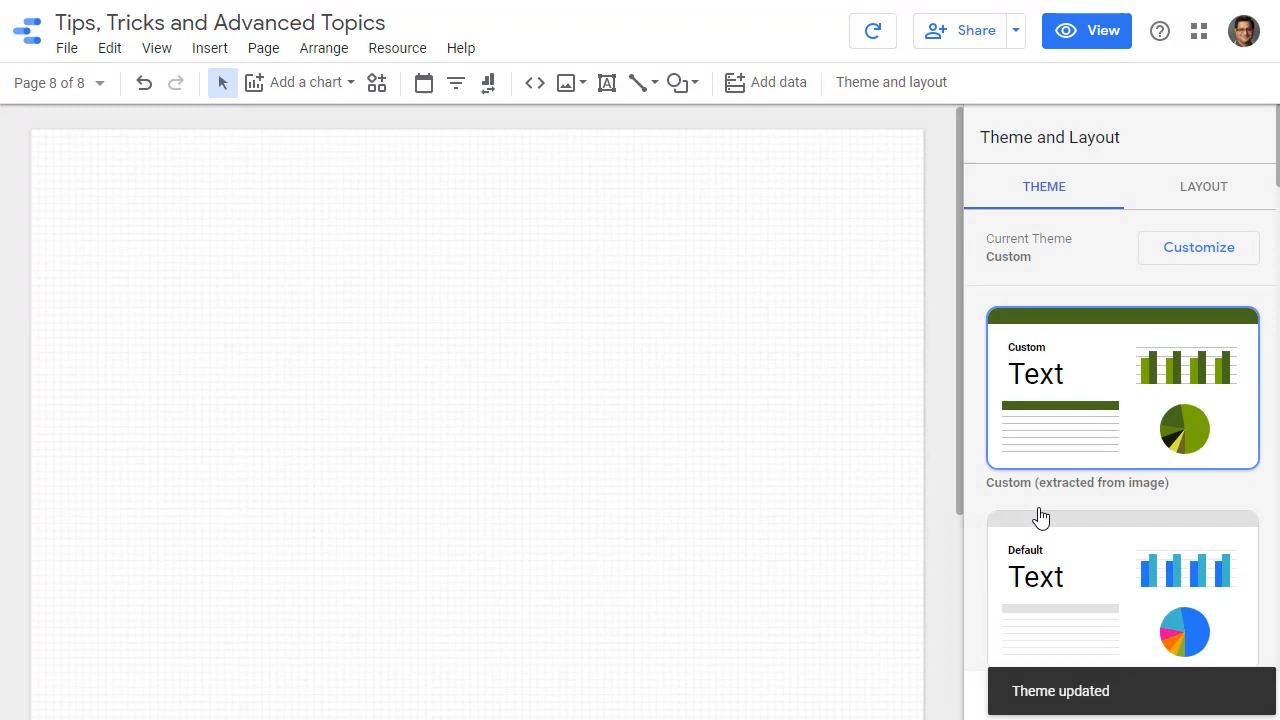 Tips, Tricks and Advanced Topics
File Edit View Insert Page Arrange Resource Help
Share
View
Page 8 of 8
Add a chart
Add data
Theme and layout
Theme and Layout
THEME LAYOUT
Current Theme
Custom
Customize
Custom
Text
Custom (extracted from image)
Default
Text
Theme updated